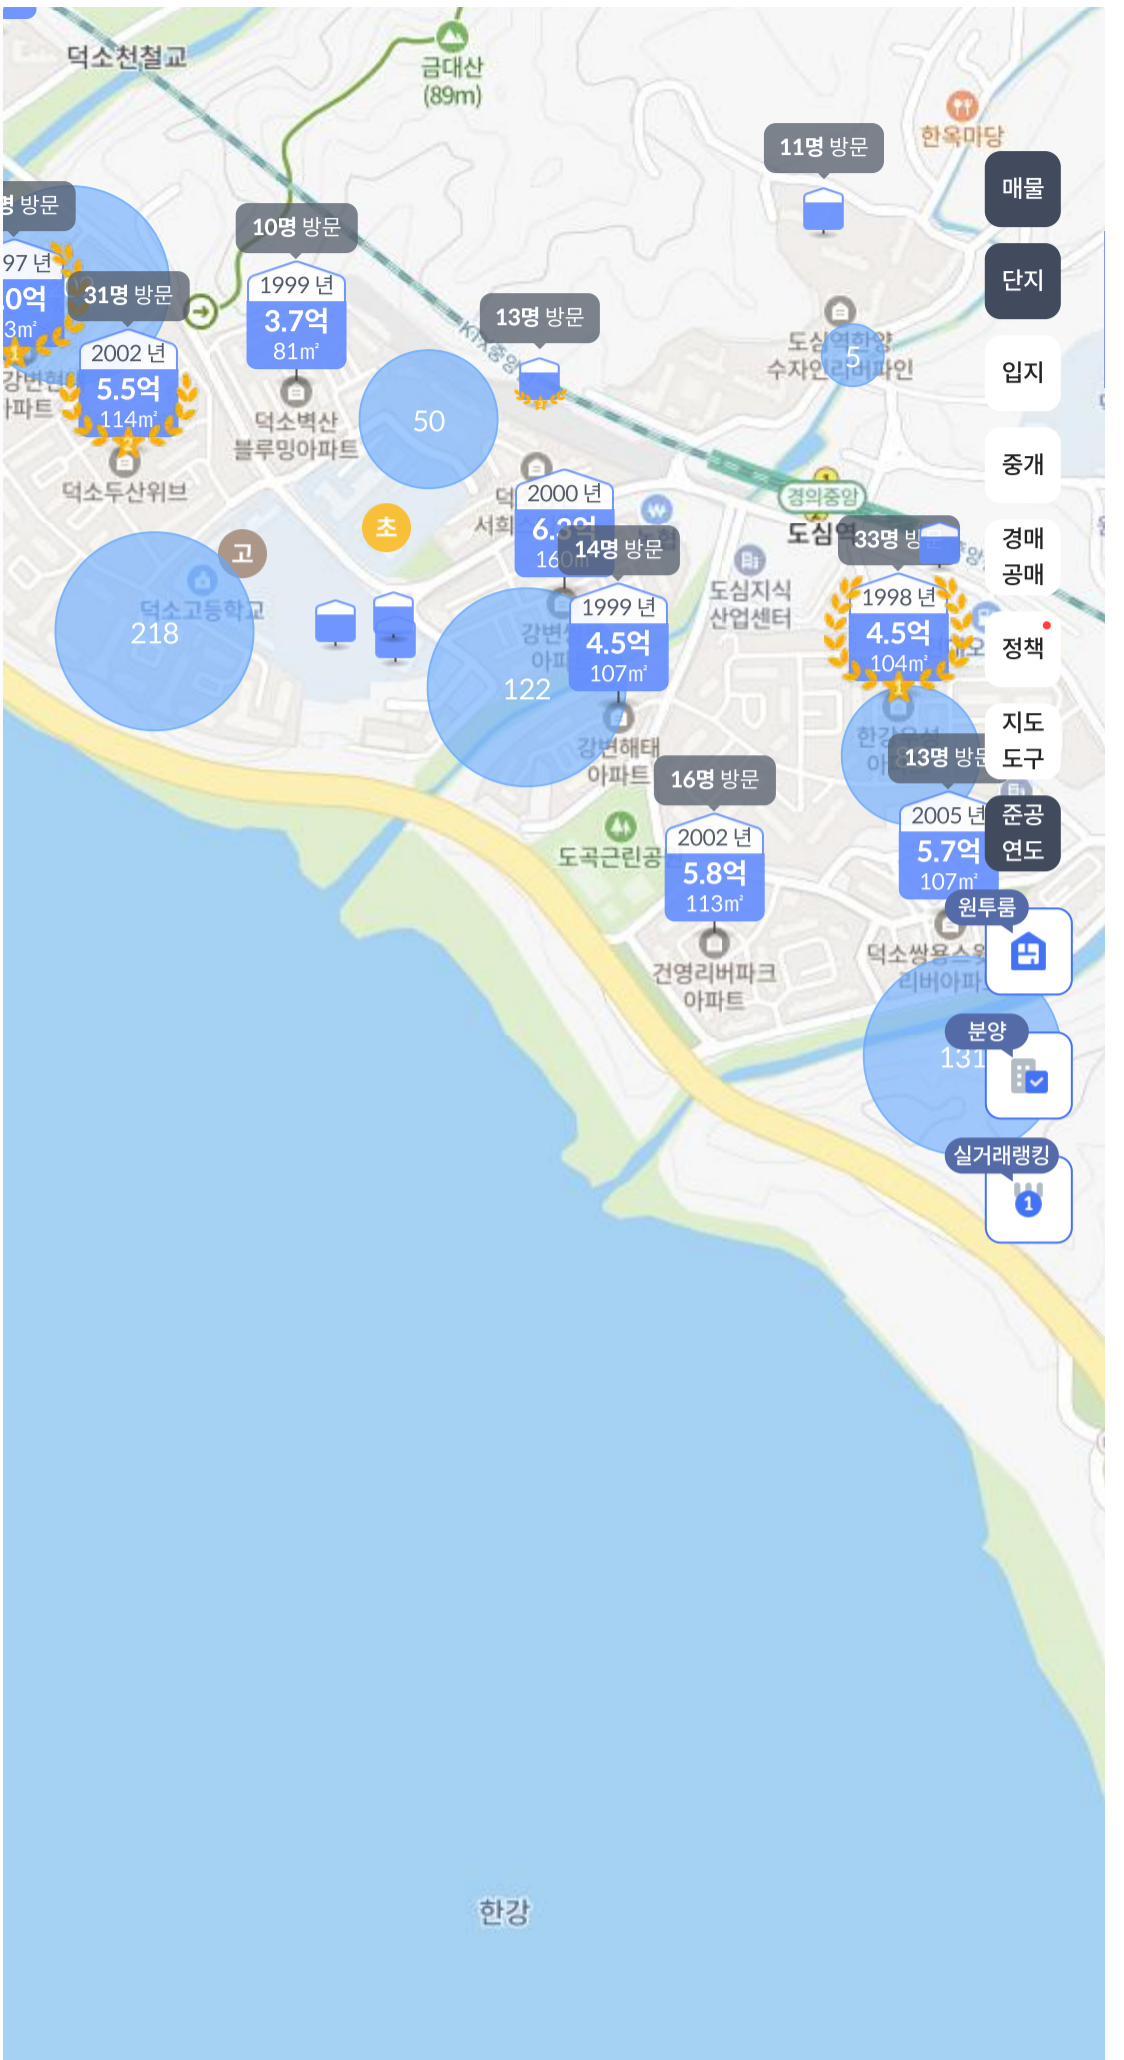 덕소천철교
금대산
(89m)
한옥마당
11명 방문
매물
명 방문
10명 방문
97 년
.0억
3m²
1
31명 방문
1999 년
3.7억
81m²
13명 방문
단지
2002 년
5.5억
114m²
2
덕소두산위브
덕소벽산
블루밍아파트
50
도심역한양
수자인리버파인
5
입지
2000 년
중개
경의중앙
도심역
초
고
14명 방문
33명 방
경매
공매
덕소고등학교
218
1999 년
4.5억
107m²
도심지식
산업센터
1998 년
4.5억
104m²
1
정책
122
강변해태
아파트
13명 방문
지도
도구
16명 방문
2002 년
5.8억
113m²
2005 년
5.7억
107m²
준공
연도
도곡근린공원
원투룸
건영리버파크
아파트
분양
131
실거래랭킹
1
한강